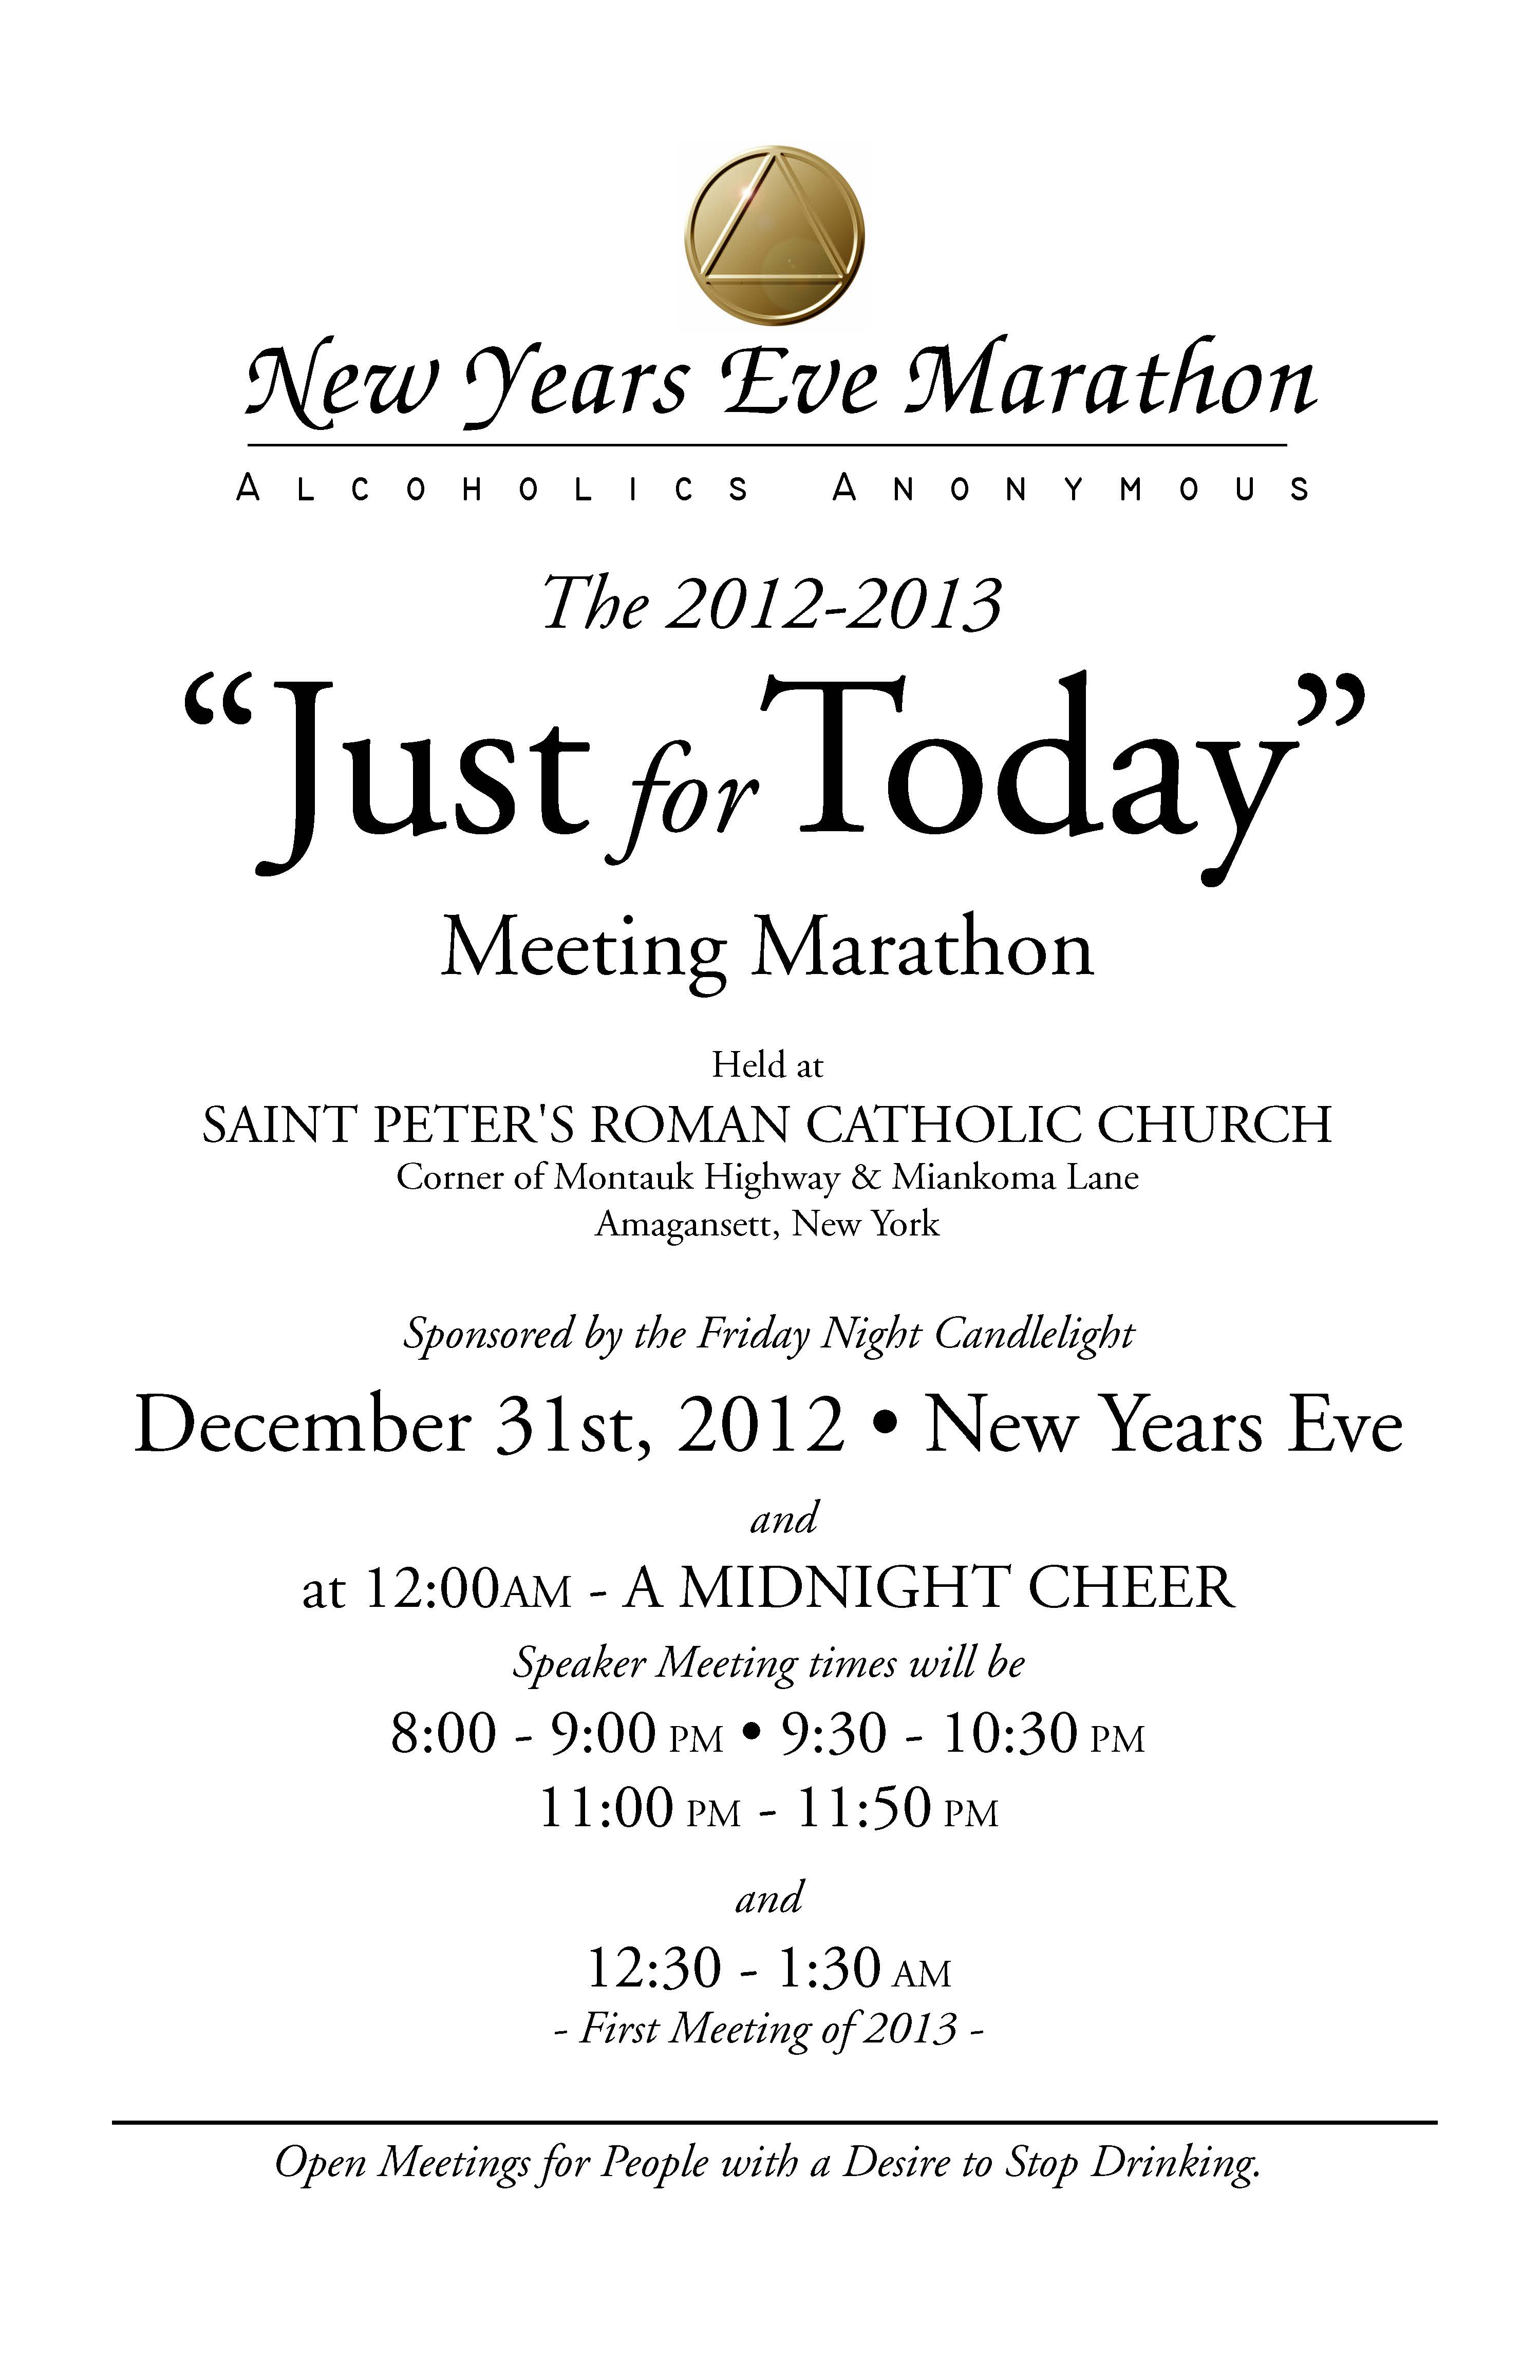 New Years Eve Marathon
ALCOHOLICS ANONYMOUS
The 2012-2013
“Just for Today”
Meeting Marathon
Held at
SAINT PETER'S ROMAN CATHOLIC CHURCH
Corner of Montauk Highway & Miankoma Lane
Amagansett, New York
Sponsored by the Friday Night Candlelight
December 31st, 2012 • New Years Eve
and
at 12:00AM - A MIDNIGHT CHEER
Speaker Meeting times will be
8:00 - 9:00 PM • 9:30 - 10:30 PM
11:00 PM - 11:50 PM
and
12:30 - 1:30 AM
- First Meeting of 2013 -
Open Meetings for People with a Desire to Stop Drinking.